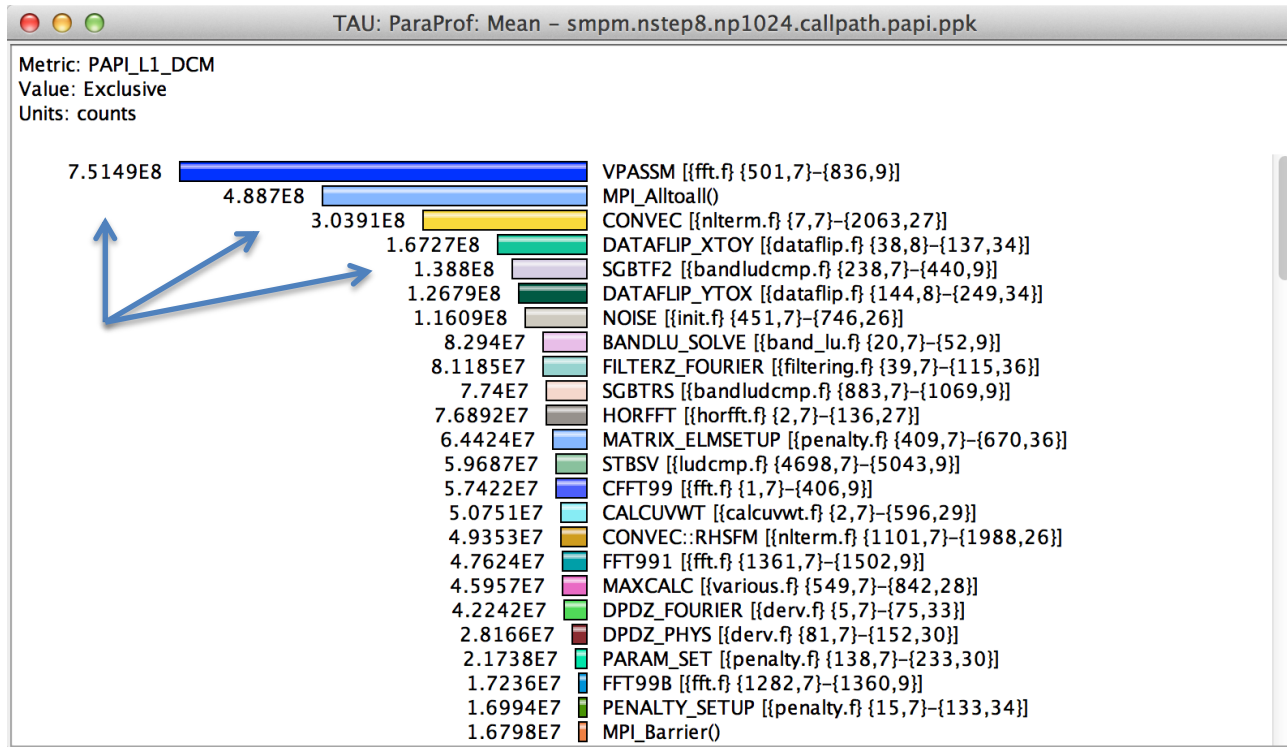 TAU: ParaProf: Mean – smpm.nstep8.np1024.callpath.papi.ppk
Metric: PAPI_L1_DCM
Value: Exclusive
Units: counts
7.5149E8 VPASSM [{fft.f} {501,7}–{836,9}]
4.887E8 MPI_Alltoall()
3.0391E8 CONVEC [{nlterm.f} {7,7}–{2063,27}]
1.6727E8 DATAFLIP_XTOY [{dataflip.f} {38,8}–{137,34}]
1.388E8 SGBTF2 [{bandludcmp.f} {238,7}–{440,9}]
1.2679E8 DATAFLIP_YTOX [{dataflip.f} {144,8}–{249,34}]
1.1609E8 NOISE [{init.f} {451,7}–{746,26}]
8.294E7 BANDLU_SOLVE [{band_lu.f} {20,7}–{52,9}]
8.1185E7 FILTERZ_FOURIER [{filtering.f} {39,7}–{115,36}]
7.74E7 SGBTRS [{bandludcmp.f} {883,7}–{1069,9}]
7.6892E7 HORFFT [{horfft.f} {2,7}–{136,27}]
6.4424E7 MATRIX_ELMSETUP [{penalty.f} {409,7}–{670,36}]
5.9687E7 STBSV [{ludcmp.f} {4698,7}–{5043,9}]
5.7422E7 CFFT99 [{fft.f} {1,7}–{406,9}]
5.0751E7 CALCUVWT [{calcuvwt.f} {2,7}–{596,29}]
4.9353E7 CONVEC::RHSFM [{nlterm.f} {1101,7}–{1988,26}]
4.7624E7 FFT991 [{fft.f} {1361,7}–{1502,9}]
4.5957E7 MAXCALC [{various.f} {549,7}–{842,28}]
4.2242E7 DPDZ_FOURIER [{derv.f} {5,7}–{75,33}]
2.8166E7 DPDZ_PHYS [{derv.f} {81,7}–{152,30}]
2.1738E7 PARAM_SET [{penalty.f} {138,7}–{233,30}]
1.7236E7 FFT99B [{fft.f} {1282,7}–{1360,9}]
1.6994E7 PENALTY_SETUP [{penalty.f} {15,7}–{133,34}]
1.6798E7 MPI_Barrier()